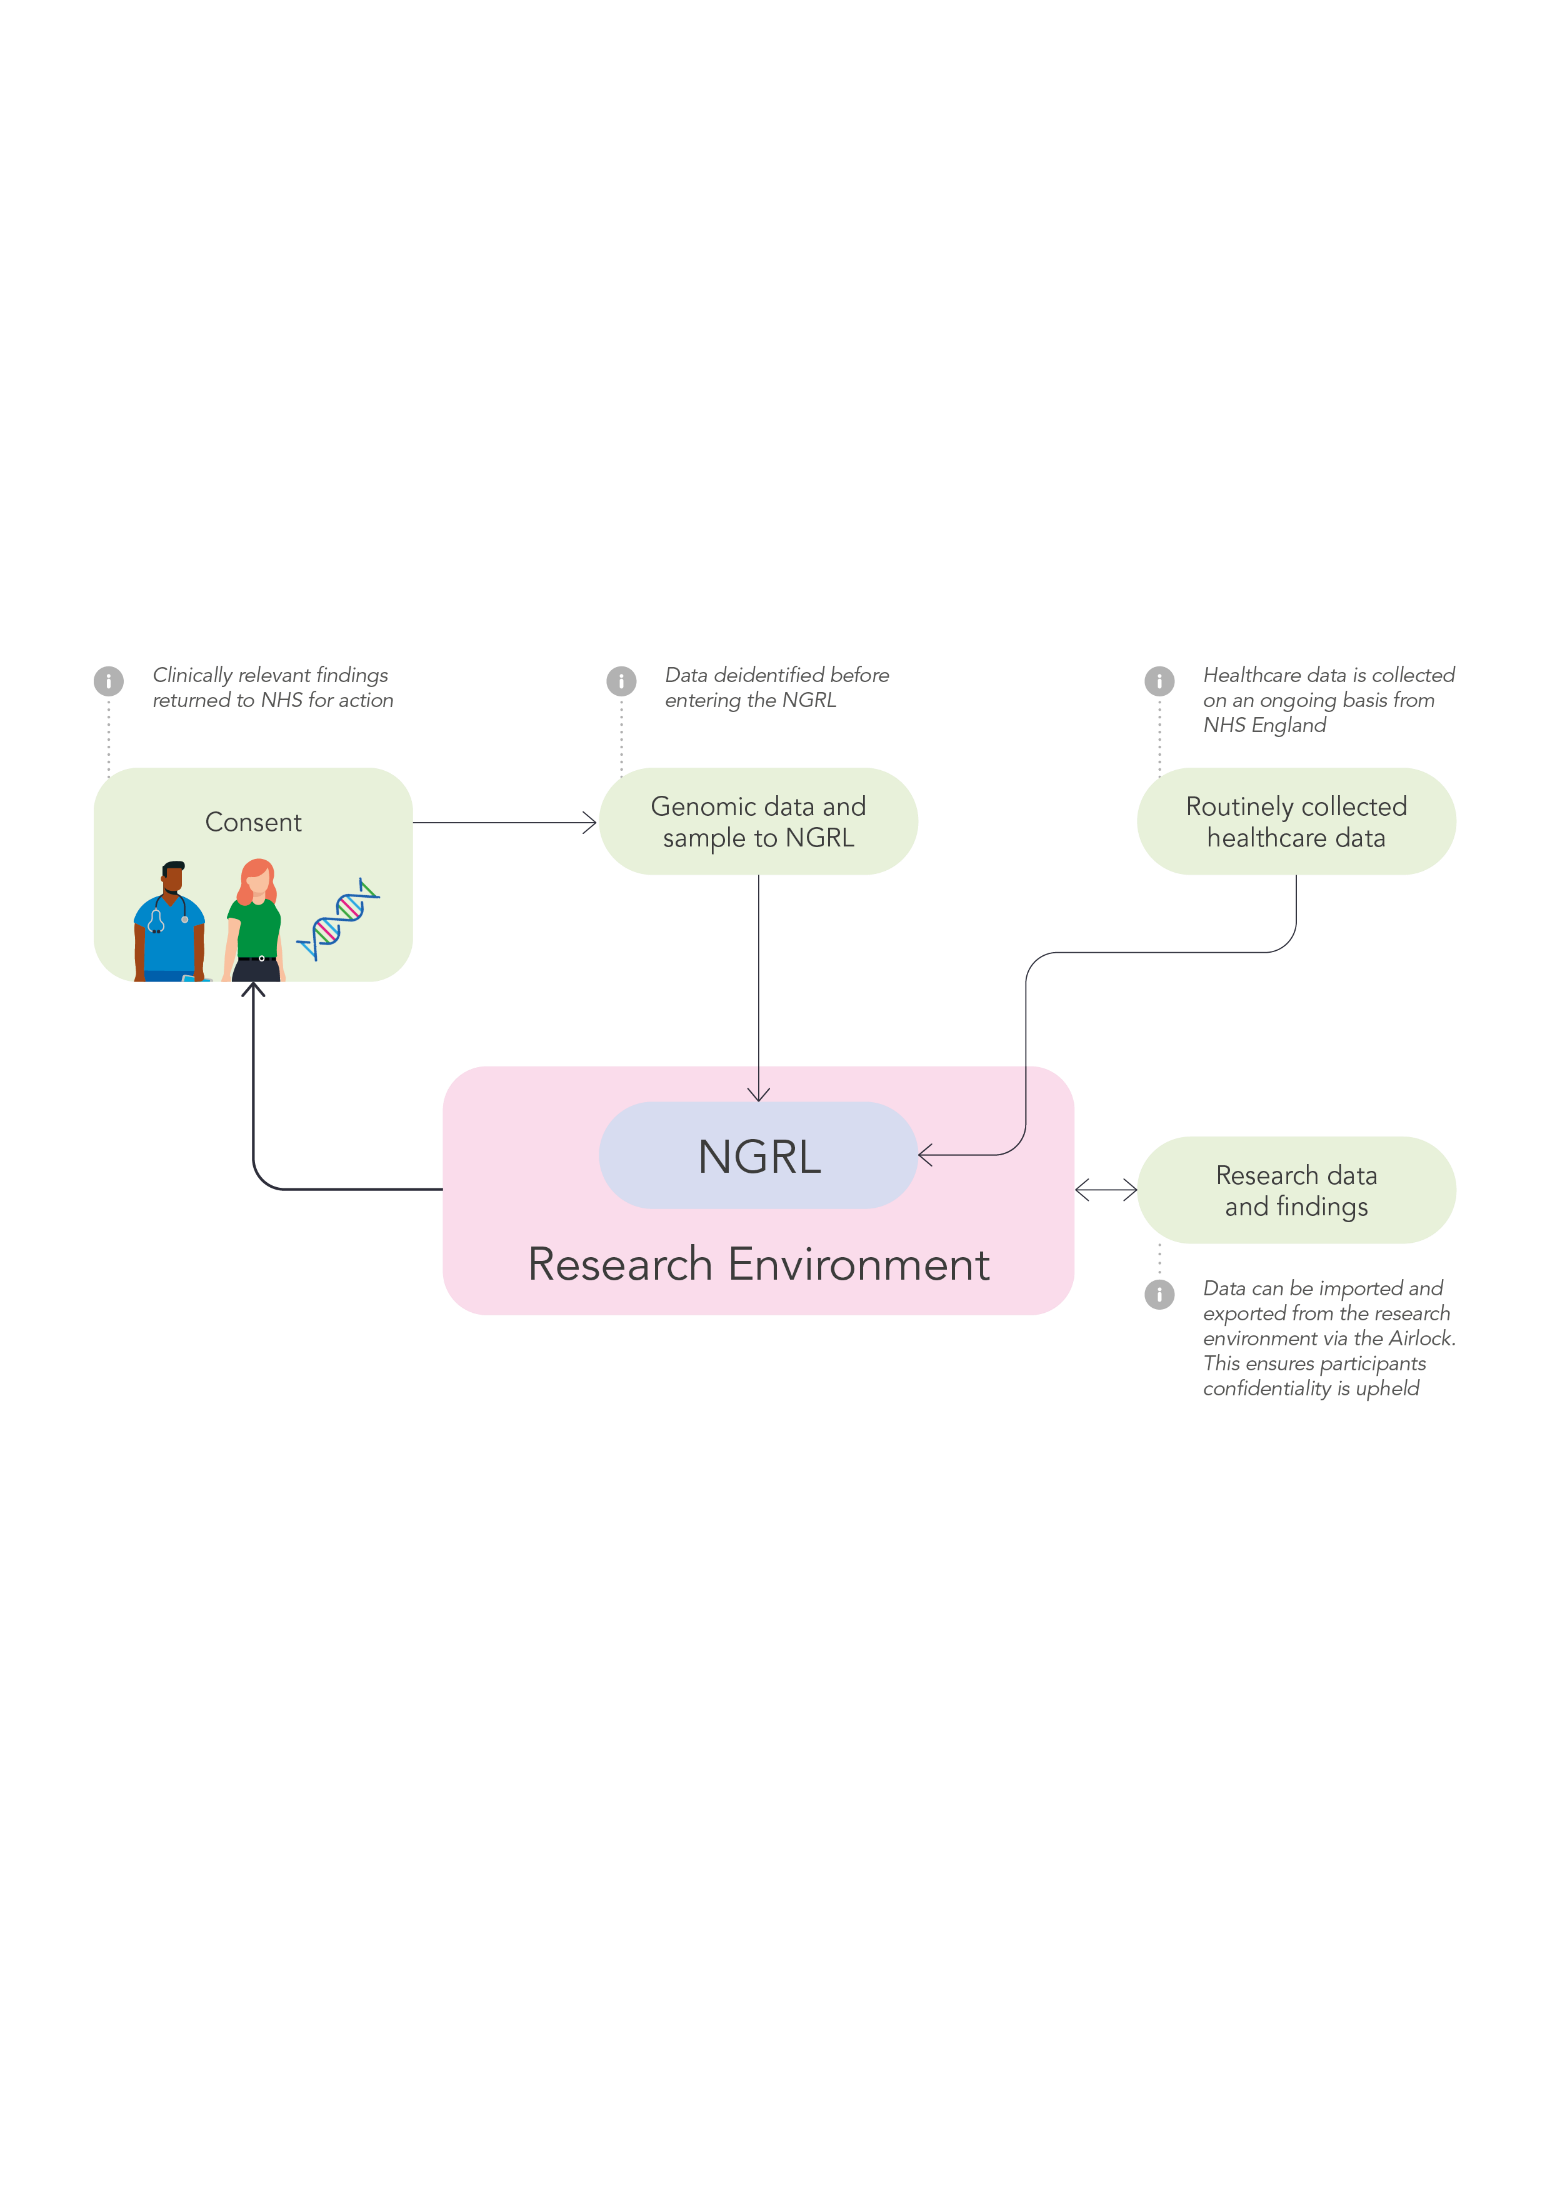 Clinically relevant findings
returned to NHS for action
Data deidentified before
entering the NGRL
Healthcare data is collected
on an ongoing basis from
NHS England
Consent
Genomic data and
sample to NGRL
Routinely collected
healthcare data
NGRL
Research Environment
Research data
and findings
Data can be imported and
exported from the research
environment via the Airlock.
This ensures participants
confidentiality is upheld